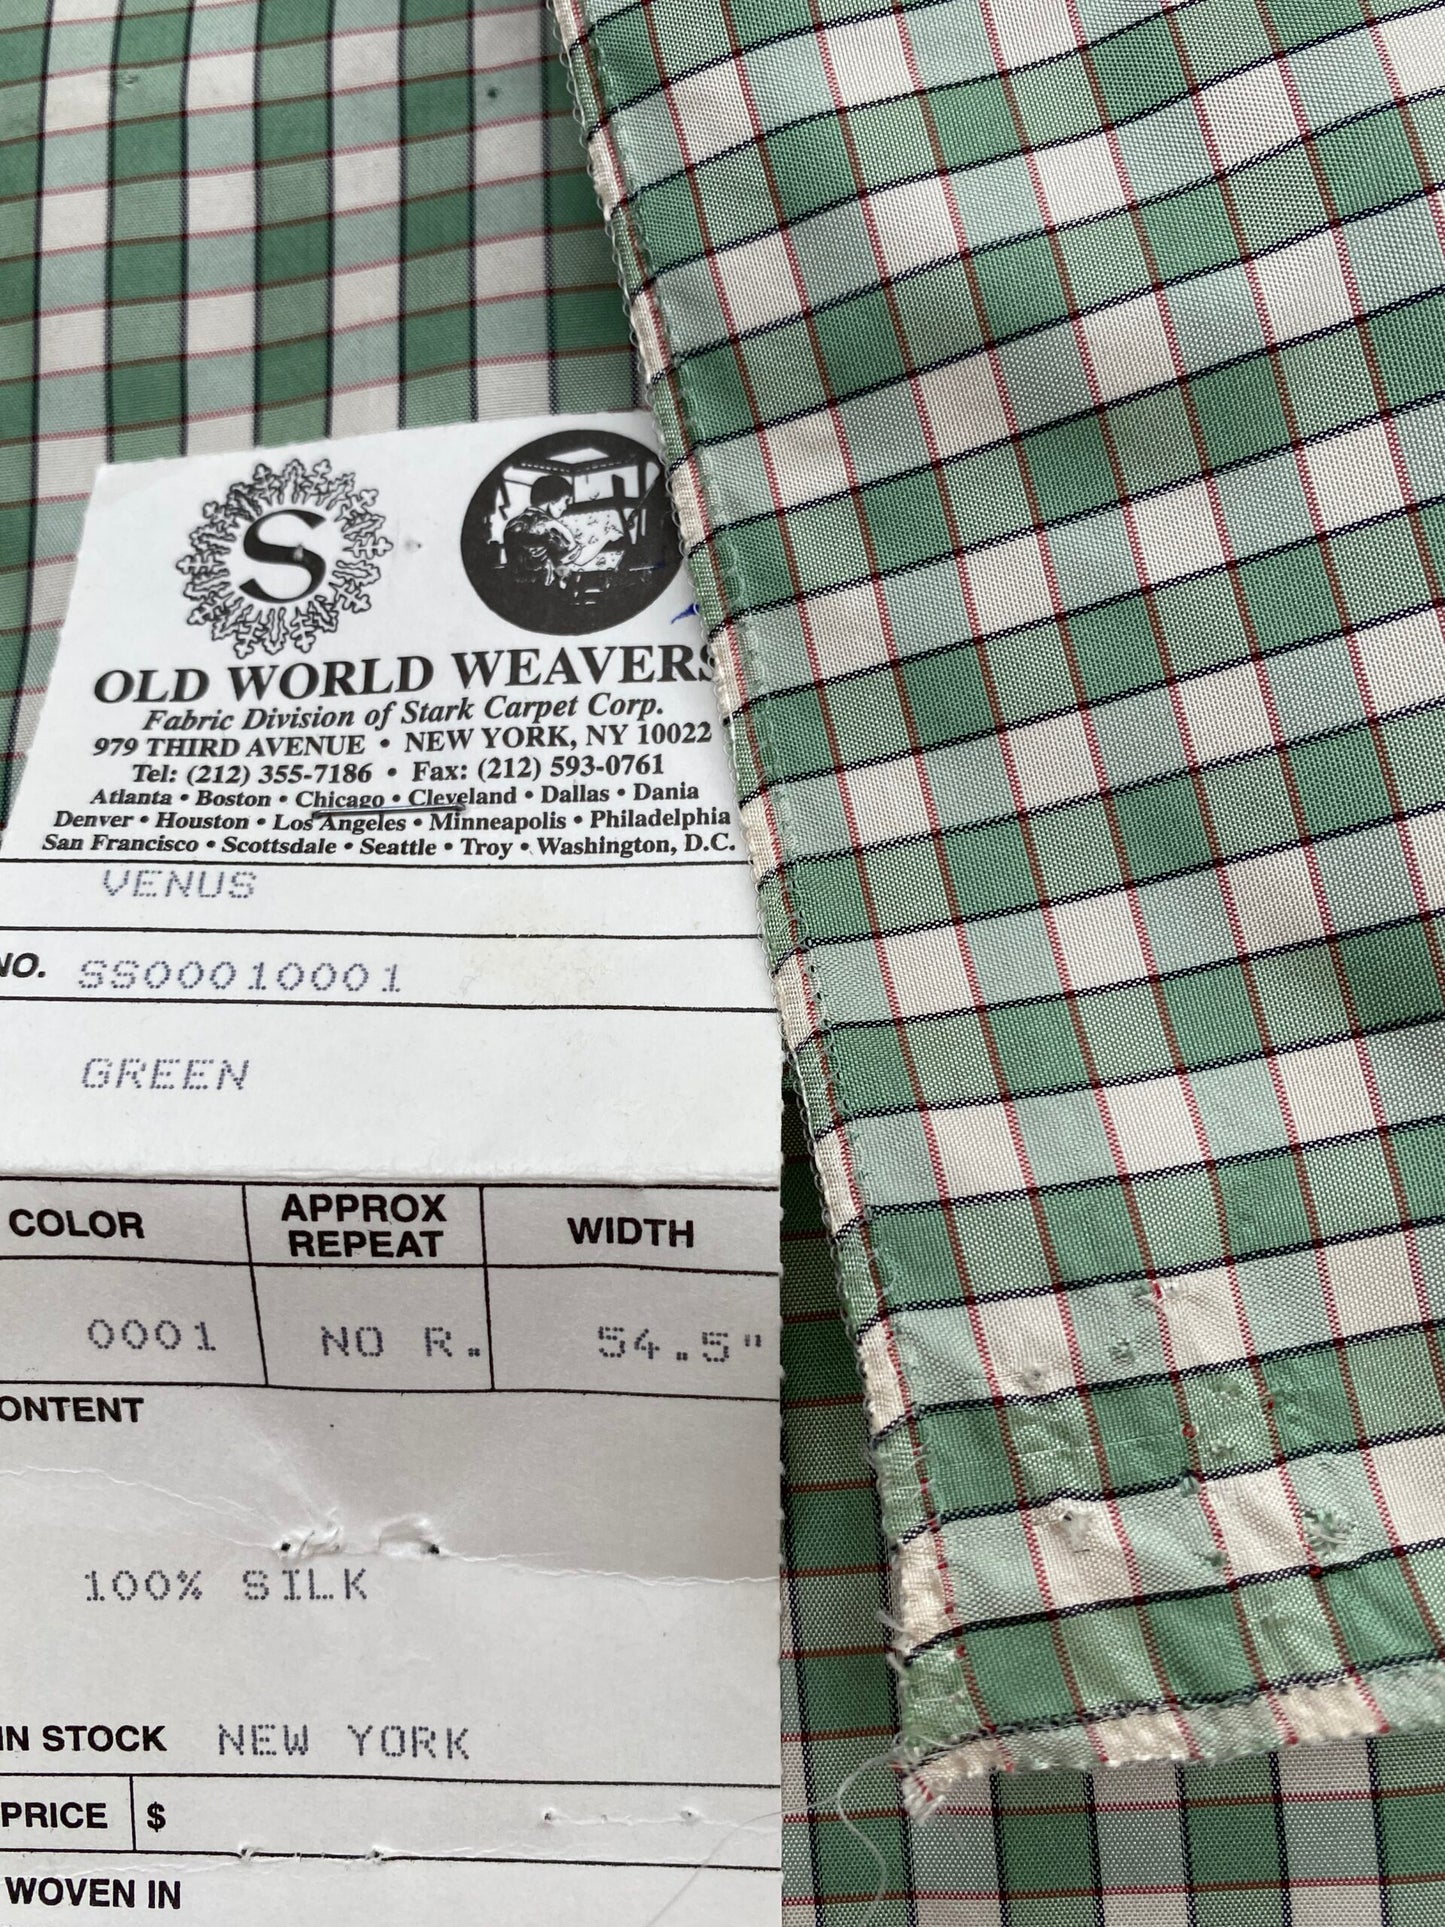 S
OLD WORLD WEAVERS
Fabric Division of Stark Carpet Corp.
979 THIRD AVENUE • NEW YORK, NY 10022
Tel: (212) 355-7186 • Fax: (212) 593-0761
Atlanta • Boston • Chicago • Cleveland • Dallas • Dania
Denver • Houston • Los Angeles • Minneapolis • Philadelphia
San Francisco • Scottsdale • Seattle • Troy • Washington, D.C.
VENUS
NO. SS00010001
GREEN
COLOR APPROX REPEAT WIDTH
0001 NO R. 54.5"
ONTENT
100% SILK
IN STOCK NEW YORK
PRICE $
WOVEN IN